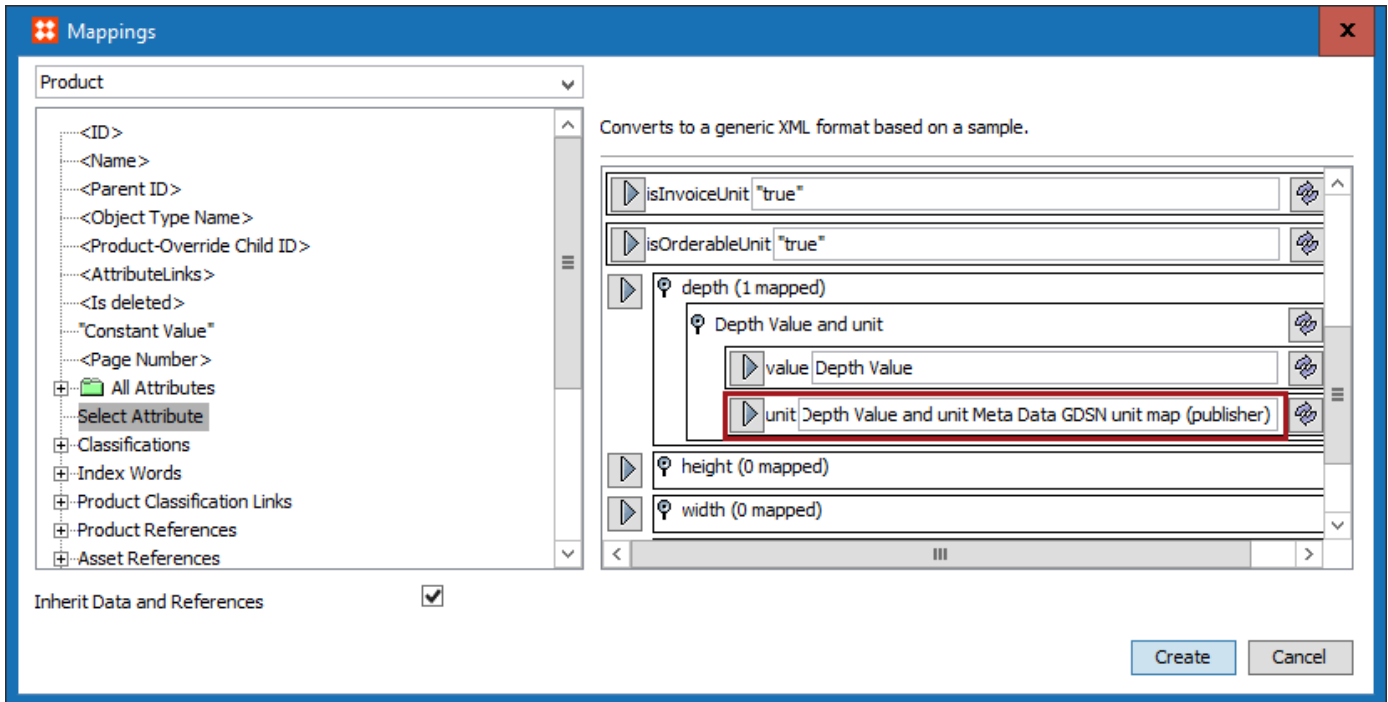 Mappings
x
Product
<ID>
<Name>
<Parent ID>
<Object Type Name>
<Product-Override Child ID>
<AttributeLinks>
<Is deleted>
"Constant Value"
<Page Number>
All Attributes
Select Attribute
Classifications
Index Words
Product Classification Links
Product References
Asset References
Inherit Data and References
Converts to a generic XML format based on a sample.
isInvoiceUnit "true"
isOrderableUnit "true"
depth (1 mapped)
Depth Value and unit
value Depth Value
unit Depth Value and unit Meta Data GDSN unit map (publisher)
height (0 mapped)
width (0 mapped)
Create Cancel